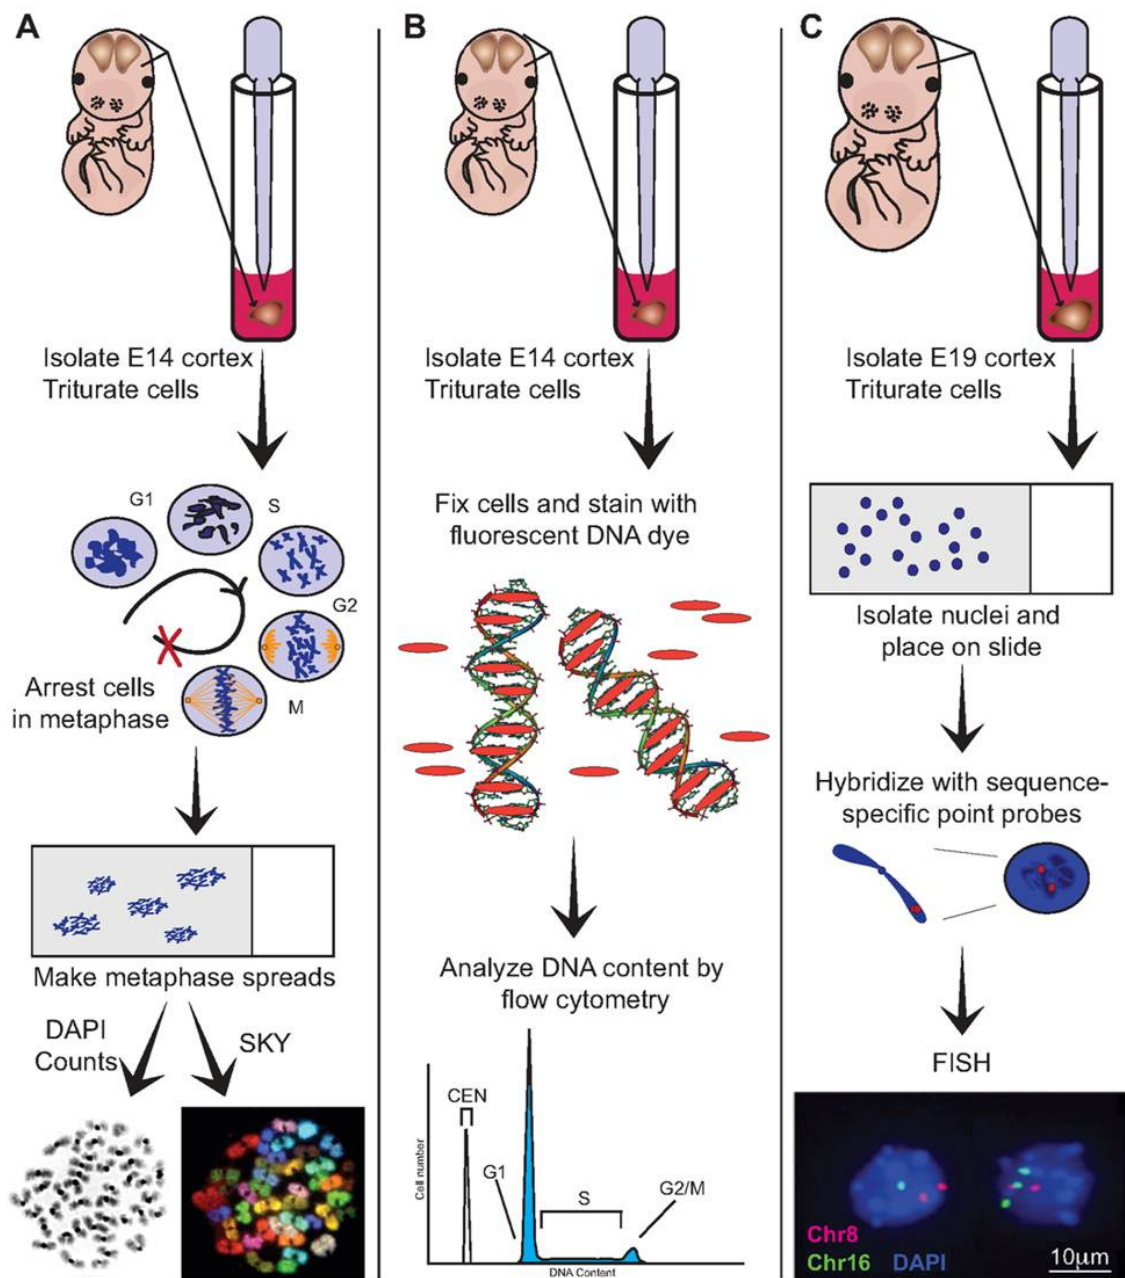 A
Isolate E14 cortex
Triturate cells
G1
S
G2
M
Arrest cells
in metaphase
Make metaphase spreads
DAPI
Counts
SKY
B
Isolate E14 cortex
Triturate cells
Fix cells and stain with
fluorescent DNA dye
Analyze DNA content by
flow cytometry
Cell number
CEN
G1
S
G2/M
DNA Content
C
Isolate E19 cortex
Triturate cells
Isolate nuclei and
place on slide
Hybridize with sequence-
specific point probes
FISH
Chr8
Chr16 DAPI
10µm